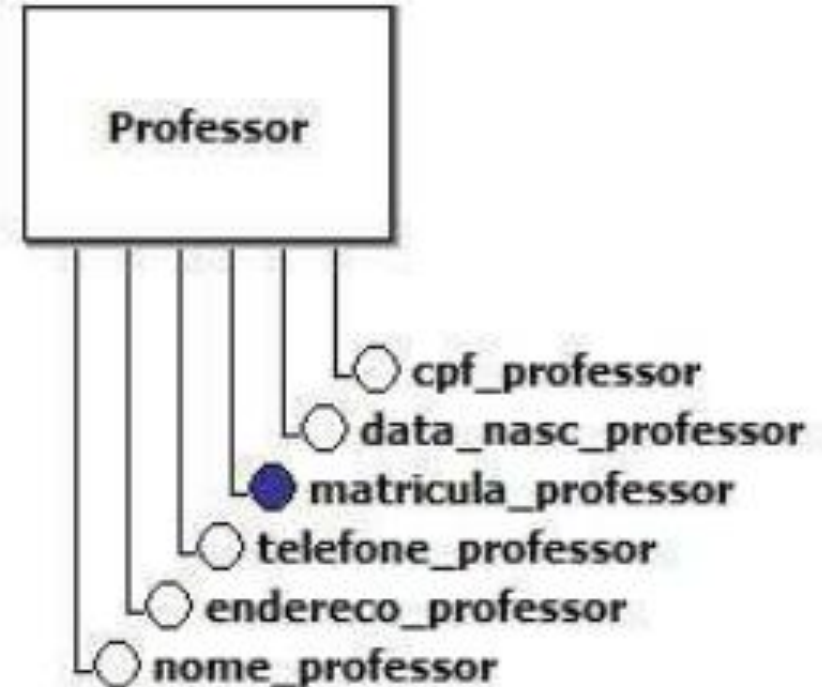 Professor
cpf_professor
data_nasc_professor
matricula_professor
telefone_professor
endereco_professor
nome_professor